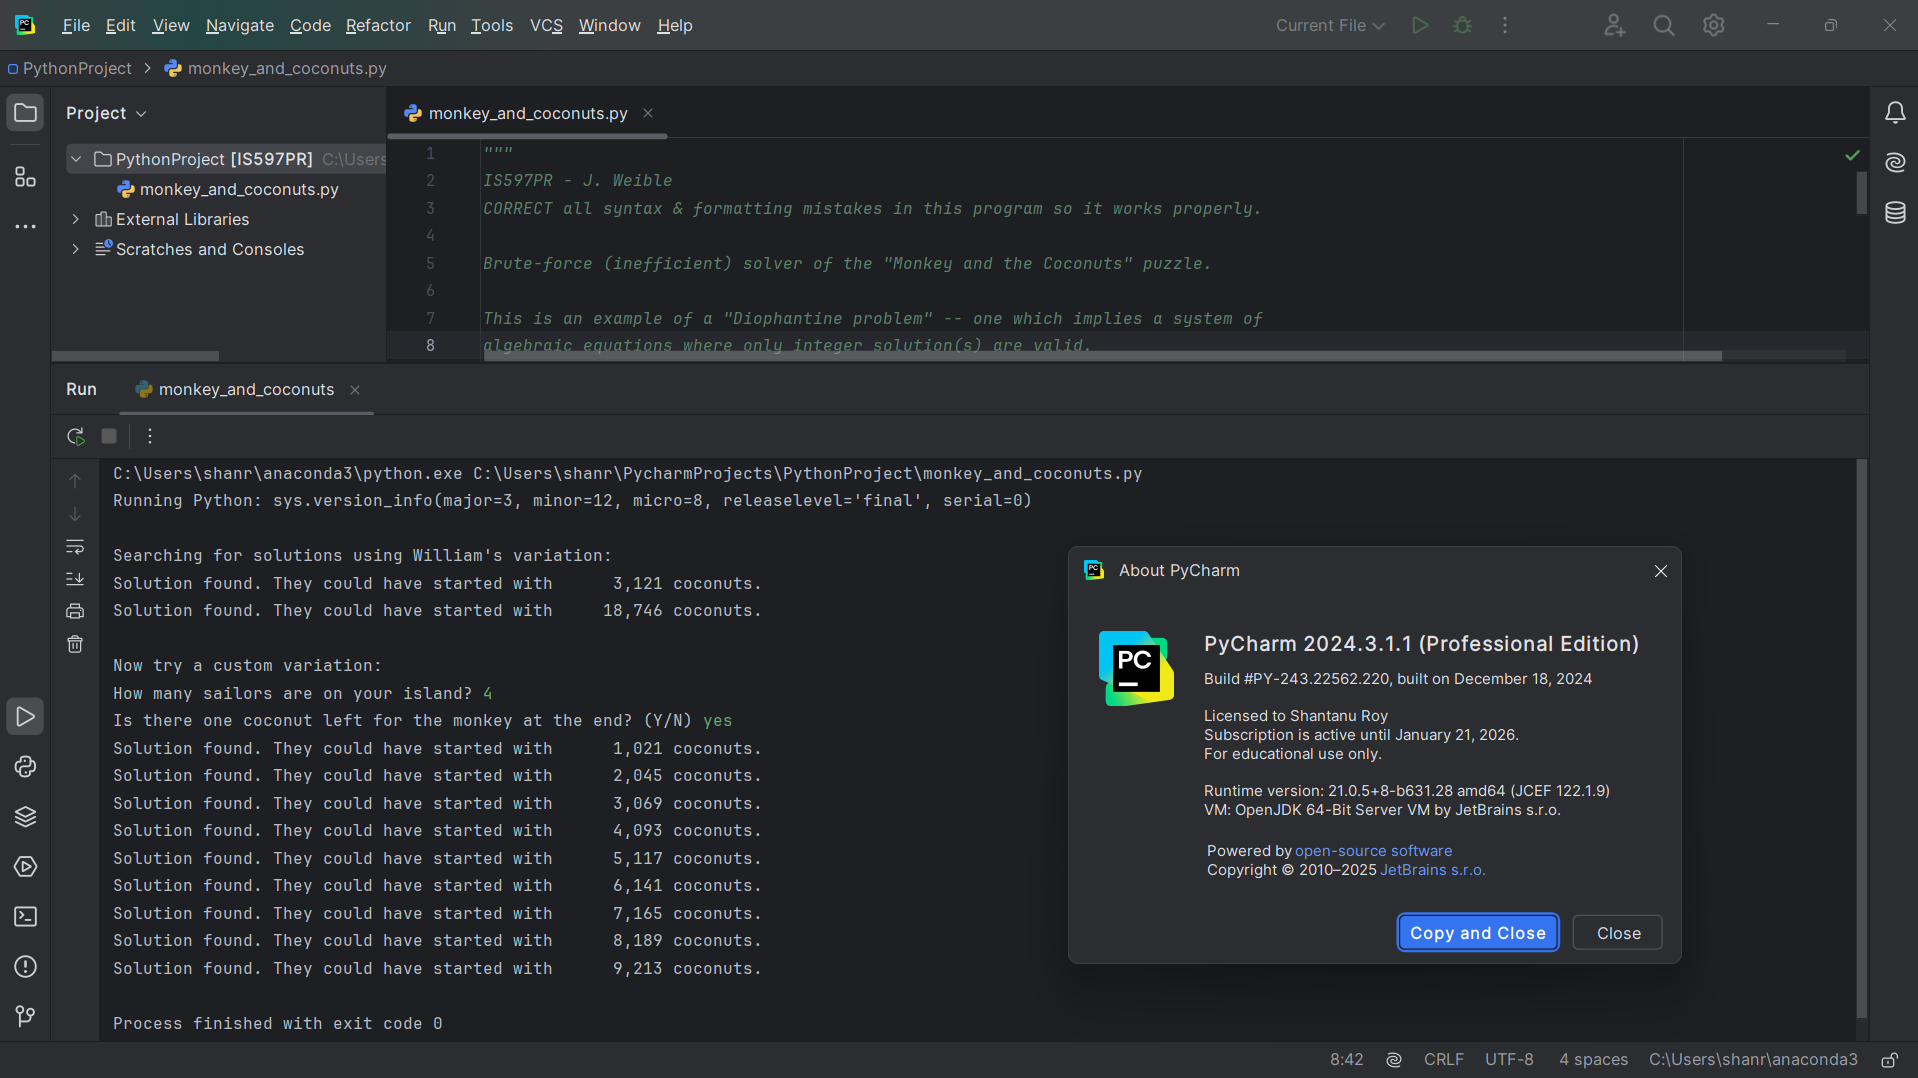 File Edit View Navigate Code Refactor Run Tools VCS Window Help Current File
PythonProject monkey_and_coconuts.py
Project
monkey_and_coconuts.py
PythonProject [IS597PR] C:\Users
monkey_and_coconuts.py
External Libraries
Scratches and Consoles
1 """
2 IS597PR - J. Weible
3 CORRECT all syntax & formatting mistakes in this program so it works properly.
4
5 Brute-force (inefficient) solver of the "Monkey and the Coconuts" puzzle.
6
7 This is an example of a "Diophantine problem" -- one which implies a system of
8 algebraic equations where only integer solution(s) are valid.
Run monkey_and_coconuts
C:\Users\shanr\anaconda3\python.exe C:\Users\shanr\PycharmProjects\PythonProject\monkey_and_coconuts.py
Running Python: sys.version_info(major=3, minor=12, micro=8, releaselevel='final', serial=0)
Searching for solutions using William's variation:
Solution found. They could have started with 3,121 coconuts.
Solution found. They could have started with 18,746 coconuts.
Now try a custom variation:
How many sailors are on your island? 4
Is there one coconut left for the monkey at the end? (Y/N) yes
Solution found. They could have started with 1,021 coconuts.
Solution found. They could have started with 2,045 coconuts.
Solution found. They could have started with 3,069 coconuts.
Solution found. They could have started with 4,093 coconuts.
Solution found. They could have started with 5,117 coconuts.
Solution found. They could have started with 6,141 coconuts.
Solution found. They could have started with 7,165 coconuts.
Solution found. They could have started with 8,189 coconuts.
Solution found. They could have started with 9,213 coconuts.
Process finished with exit code 0
PC About PyCharm
PC
PyCharm 2024.3.1.1 (Professional Edition)
Build #PY-243.22562.220, built on December 18, 2024
Licensed to Shantanu Roy
Subscription is active until January 21, 2026.
For educational use only.
Runtime version: 21.0.5+8-b631.28 amd64 (JCEF 122.1.9)
VM: OpenJDK 64-Bit Server VM by JetBrains s.r.o.
Powered by open-source software
Copyright © 2010–2025 JetBrains s.r.o.
Copy and Close Close
8:42 CRLF UTF-8 4 spaces C:\Users\shanr\anaconda3